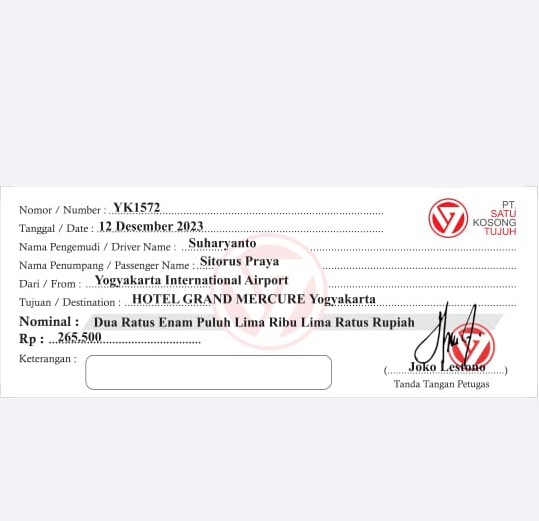 PT.
SATU
KOSONG
TUJUH
Nomor / Number : YK1572
Tanggal / Date : 12 Desember 2023
Nama Pengemudi / Driver Name : Suharyanto
Nama Penumpang / Passenger Name : Sitorus Praya
Dari / From : Yogyakarta International Airport
Tujuan / Destination : HOTEL GRAND MERCURE Yogyakarta
Nominal : Dua Ratus Enam Puluh Lima Ribu Lima Ratus Rupiah
Rp : 265,500
Keterangan :
(Joko Lestono)
Tanda Tangan Petugas